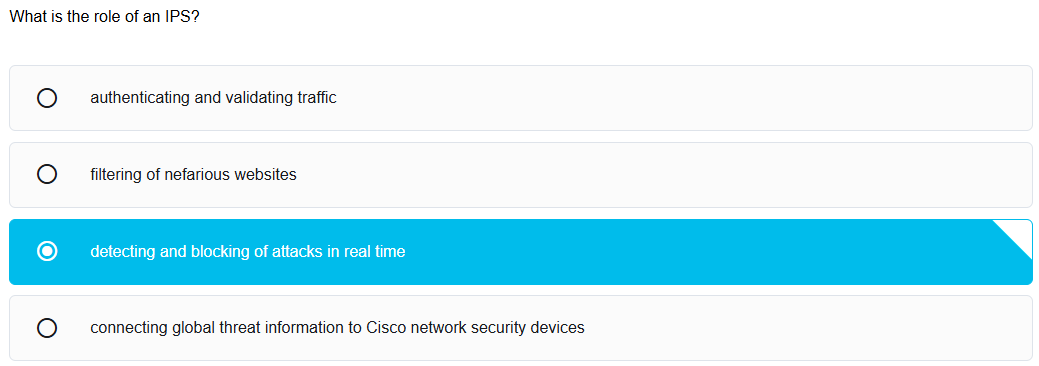 What is the role of an IPS?
authenticating and validating traffic
filtering of nefarious websites
detecting and blocking of attacks in real time
connecting global threat information to Cisco network security devices